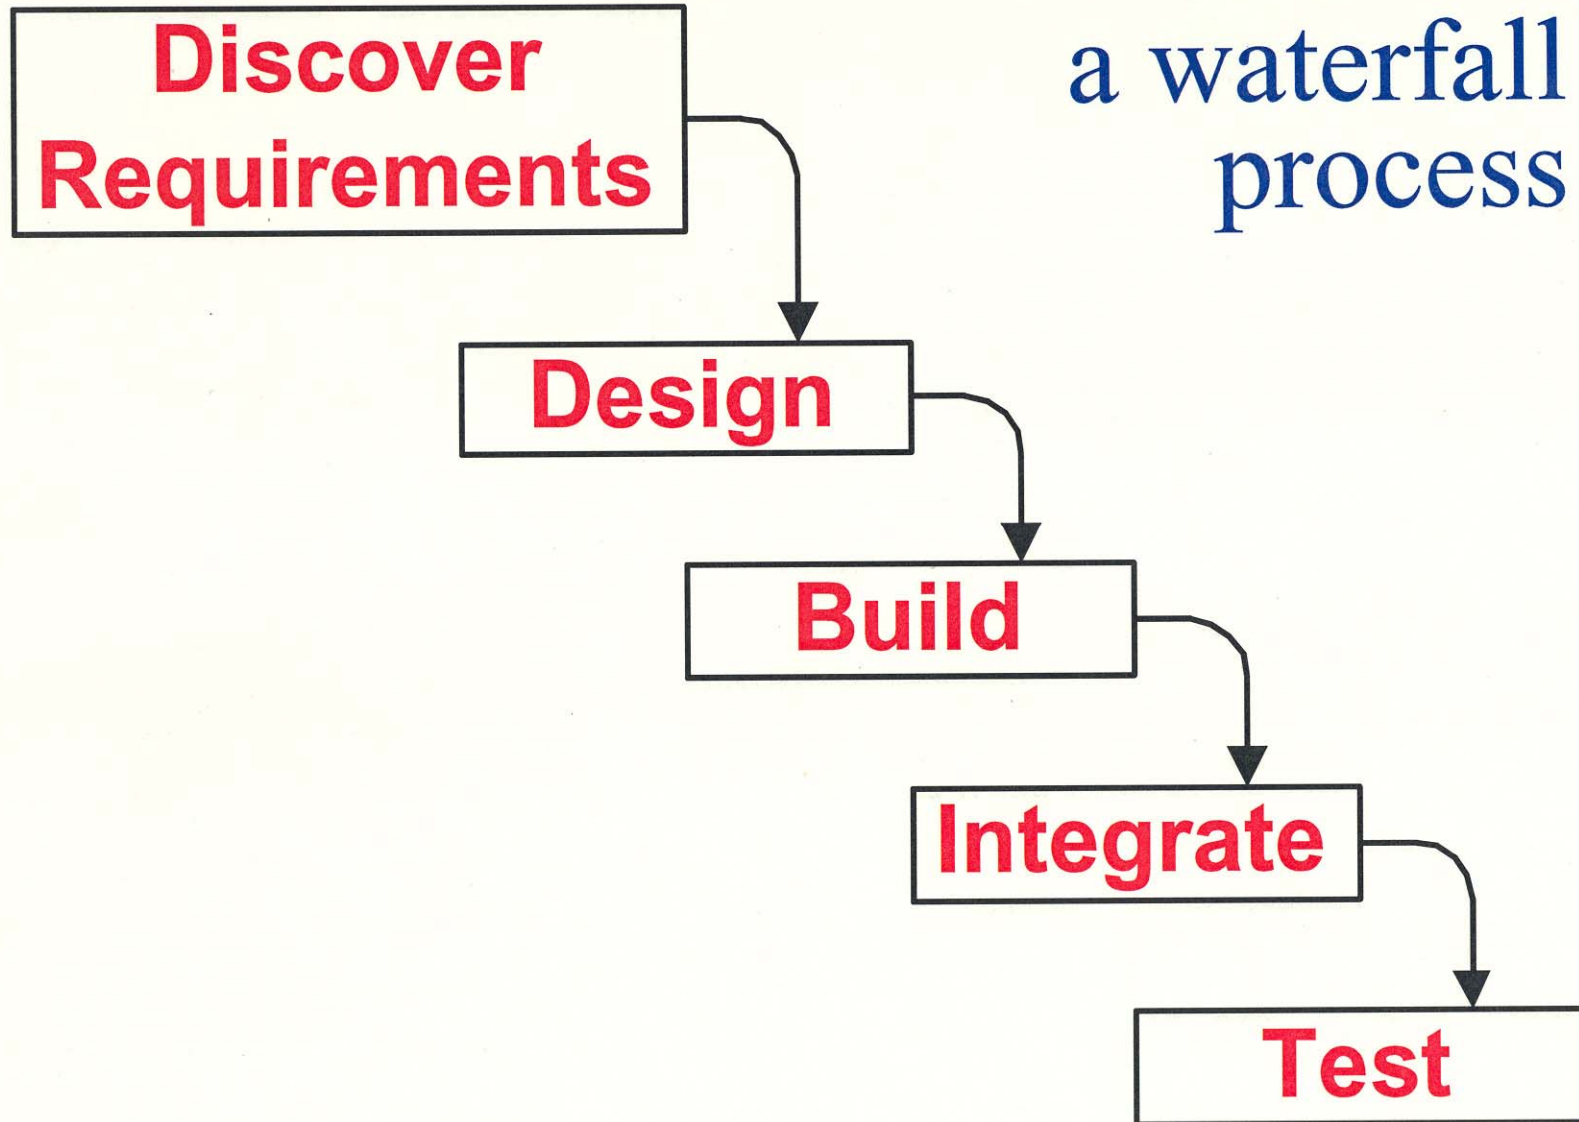 a waterfall
process
Discover
Requirements
Design
Build
Integrate
Test